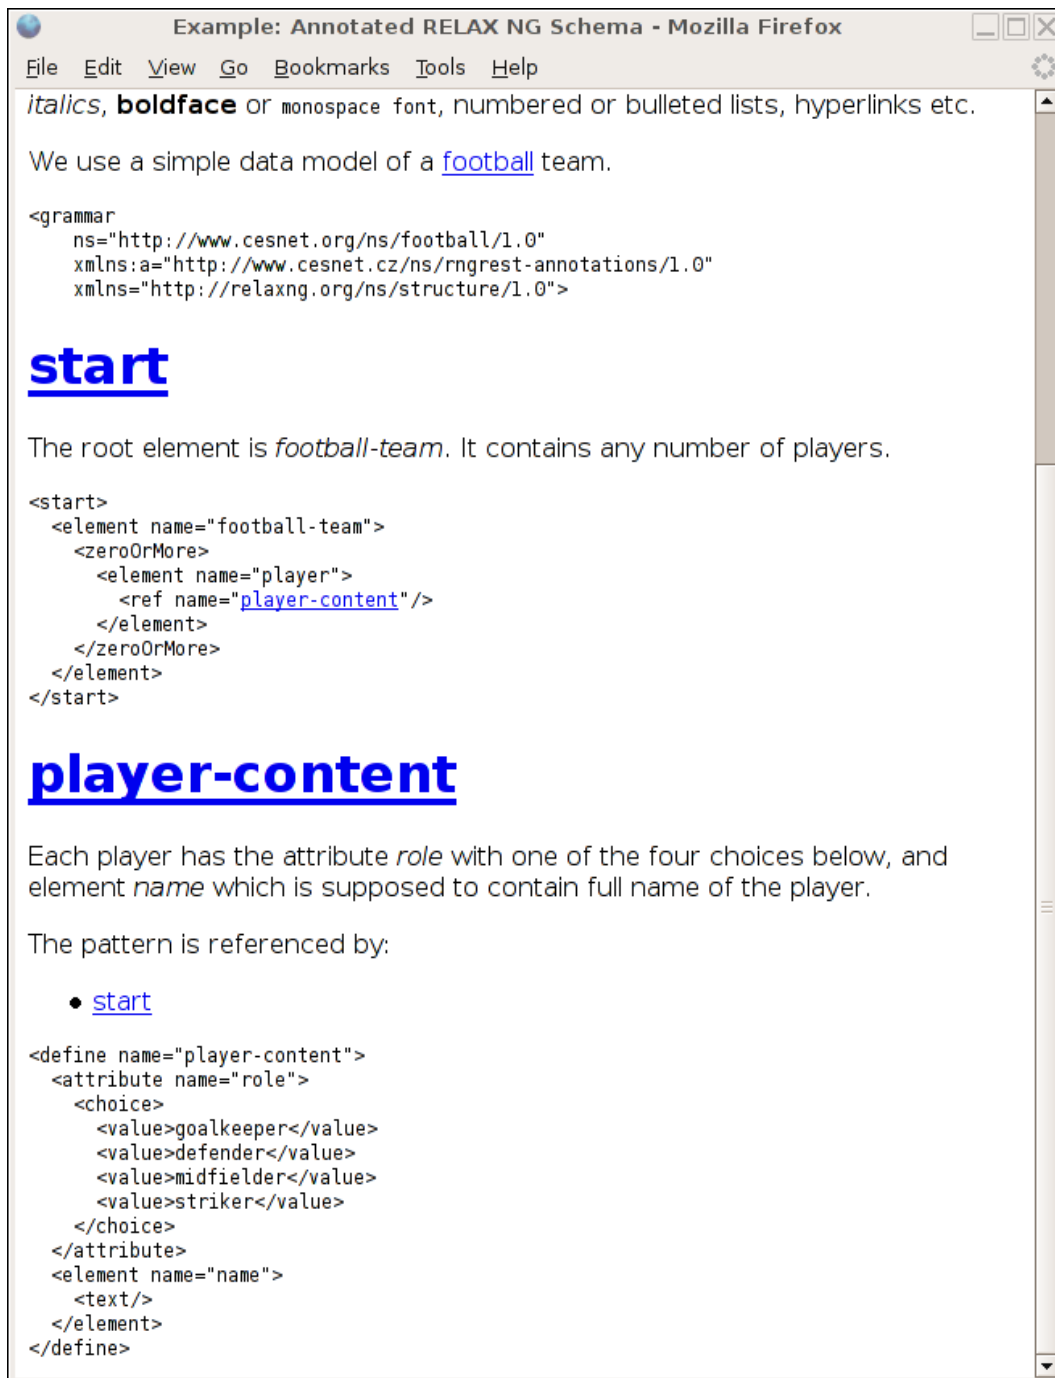 Example: Annotated RELAX NG Schema - Mozilla Firefox
File Edit View Go Bookmarks Tools Help
italics, boldface or monospace font, numbered or bulleted lists, hyperlinks etc.
We use a simple data model of a football team.
<grammar
    ns="http://www.cesnet.org/ns/football/1.0"
    xmlns:a="http://www.cesnet.cz/ns/rngrest-annotations/1.0"
    xmlns="http://relaxng.org/ns/structure/1.0">
start
The root element is football-team. It contains any number of players.
<start>
  <element name="football-team">
    <zeroOrMore>
      <element name="player">
        <ref name="player-content"/>
      </element>
    </zeroOrMore>
  </element>
</start>
player-content
Each player has the attribute role with one of the four choices below, and
element name which is supposed to contain full name of the player.
The pattern is referenced by:
• start
<define name="player-content">
  <attribute name="role">
    <choice>
      <value>goalkeeper</value>
      <value>defender</value>
      <value>midfielder</value>
      <value>striker</value>
    </choice>
  </attribute>
  <element name="name">
    <text/>
  </element>
</define>